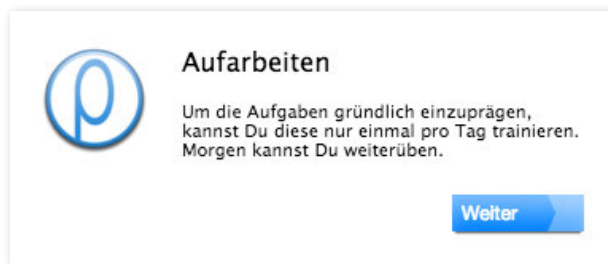 Aufarbeiten
Um die Aufgaben gründlich einzuprägen,
kannst Du diese nur einmal pro Tag trainieren.
Morgen kannst Du weiterüben.
Weiter